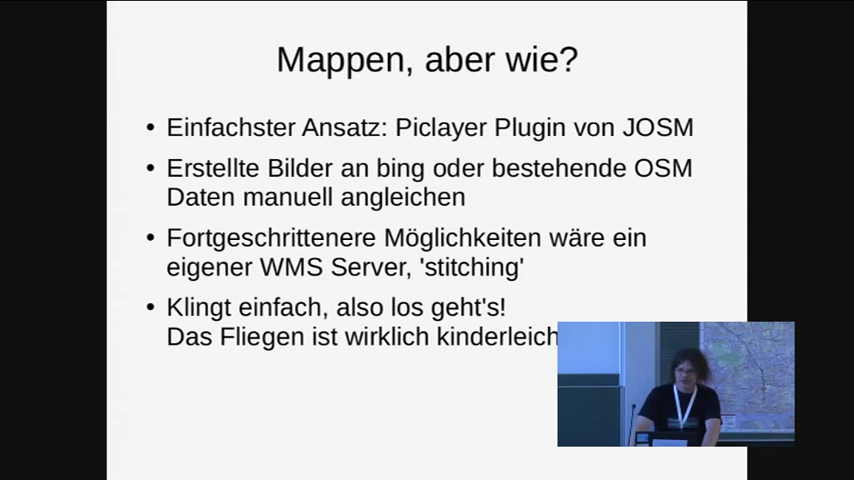 Mappen, aber wie?
• Einfachster Ansatz: Piclayer Plugin von JOSM
• Erstellte Bilder an bing oder bestehende OSM
Daten manuell angleichen
• Fortgeschrittenere Möglichkeiten wäre ein
eigener WMS Server, 'stitching'
• Klingt einfach, also los geht's!
Das Fliegen ist wirklich kinderleich